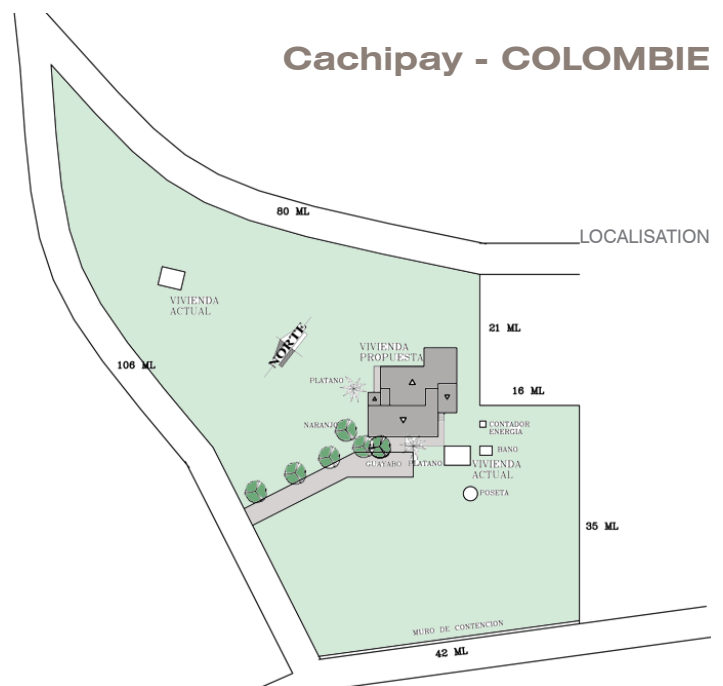 Cachipay - COLOMBIE
80 ML
LOCALISATION
VIVIENDA
ACTUAL
NORTE
21 ML
VIVIENDA
PROPUESTA
106 ML
PLATANO
16 ML
NARANJO
CONTADOR
ENERGIA
BANO
GUAYABO
PLATANO
VIVIENDA
ACTUAL
POSETA
35 ML
MURO DE CONTENCION
42 ML